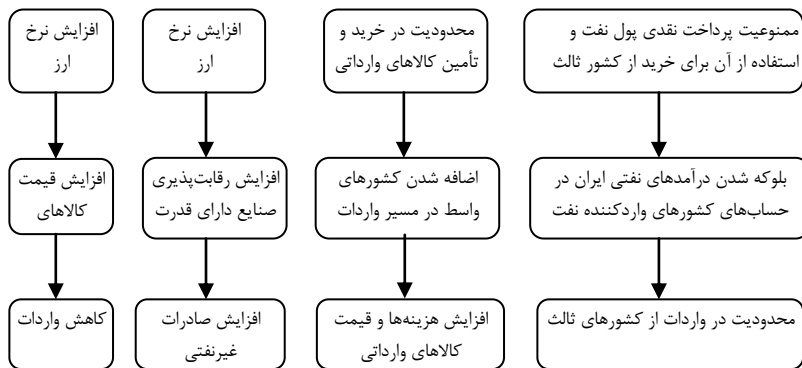 ممنوعیت پرداخت نقدی پول نفت و
استفاده از آن برای خرید از کشور ثالث
بلوکه شدن درآمدهای نفتی ایران در
حساب‌های کشورهای واردکننده نفت
محدودیت در واردات از کشورهای ثالث
محدودیت در خرید و
تأمین کالاهای وارداتی
اضافه شدن کشورهای
واسط در مسیر واردات
افزایش هزینه‌ها و قیمت
کالاهای وارداتی
افزایش نرخ
ارز
افزایش رقابت‌پذیری
صنایع دارای قدرت
افزایش صادرات
غیرنفتی
افزایش نرخ
ارز
افزایش قیمت
کالاهای
کاهش واردات